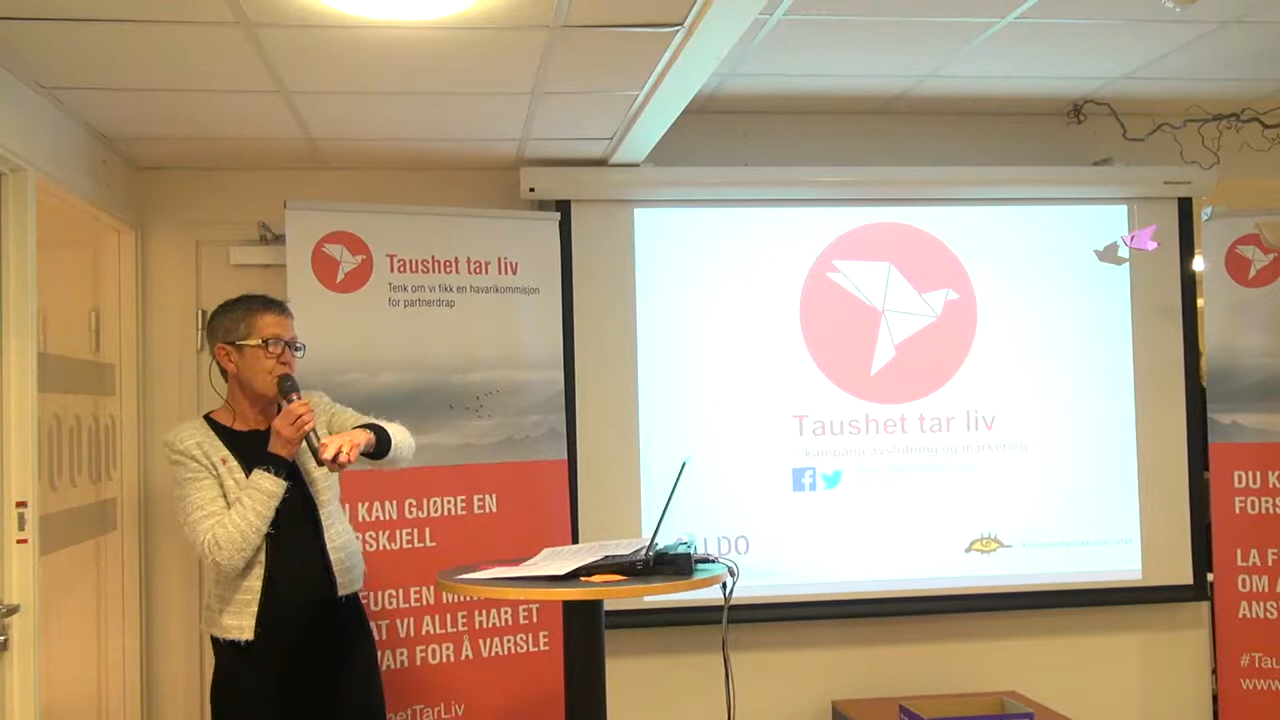 Taushet tar liv
Tenk om vi fikk en havarikommisjon
for partnerdrap
KAN GJØRE EN
RSKJELL
FUGLEN
AT VI ALLE HAR ET
VAR FOR Å VARSLE
hetTarLiv
Taushet tar liv
kampanjeavslutning og markering
f
LDO
Krisesentersekretariatet
DU K
FORS
LA F
OM A
ANS
#Tau
www.